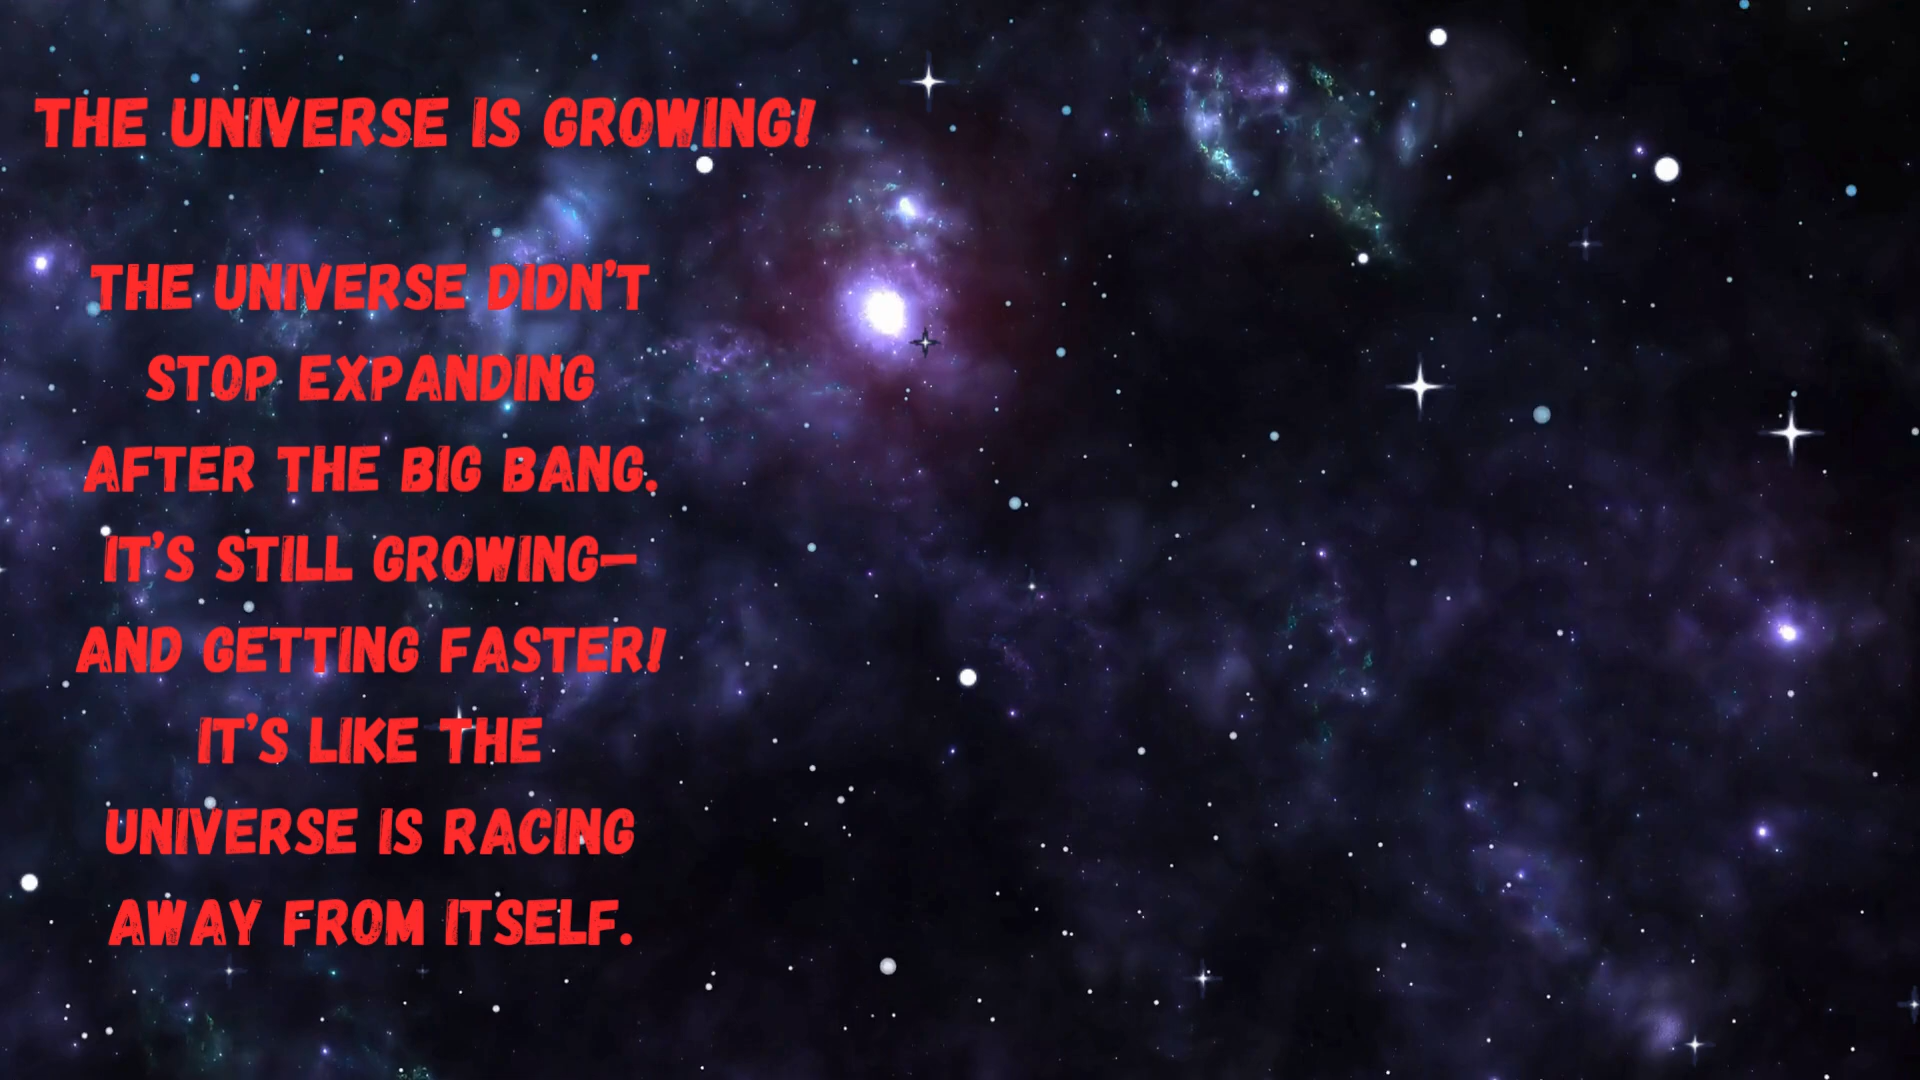 THE UNIVERSE IS GROWING!
THE UNIVERSE DIDN'T
STOP EXPANDING
AFTER THE BIG BANG.
IT'S STILL GROWING—
AND GETTING FASTER!
IT'S LIKE THE
UNIVERSE IS RACING
AWAY FROM ITSELF.